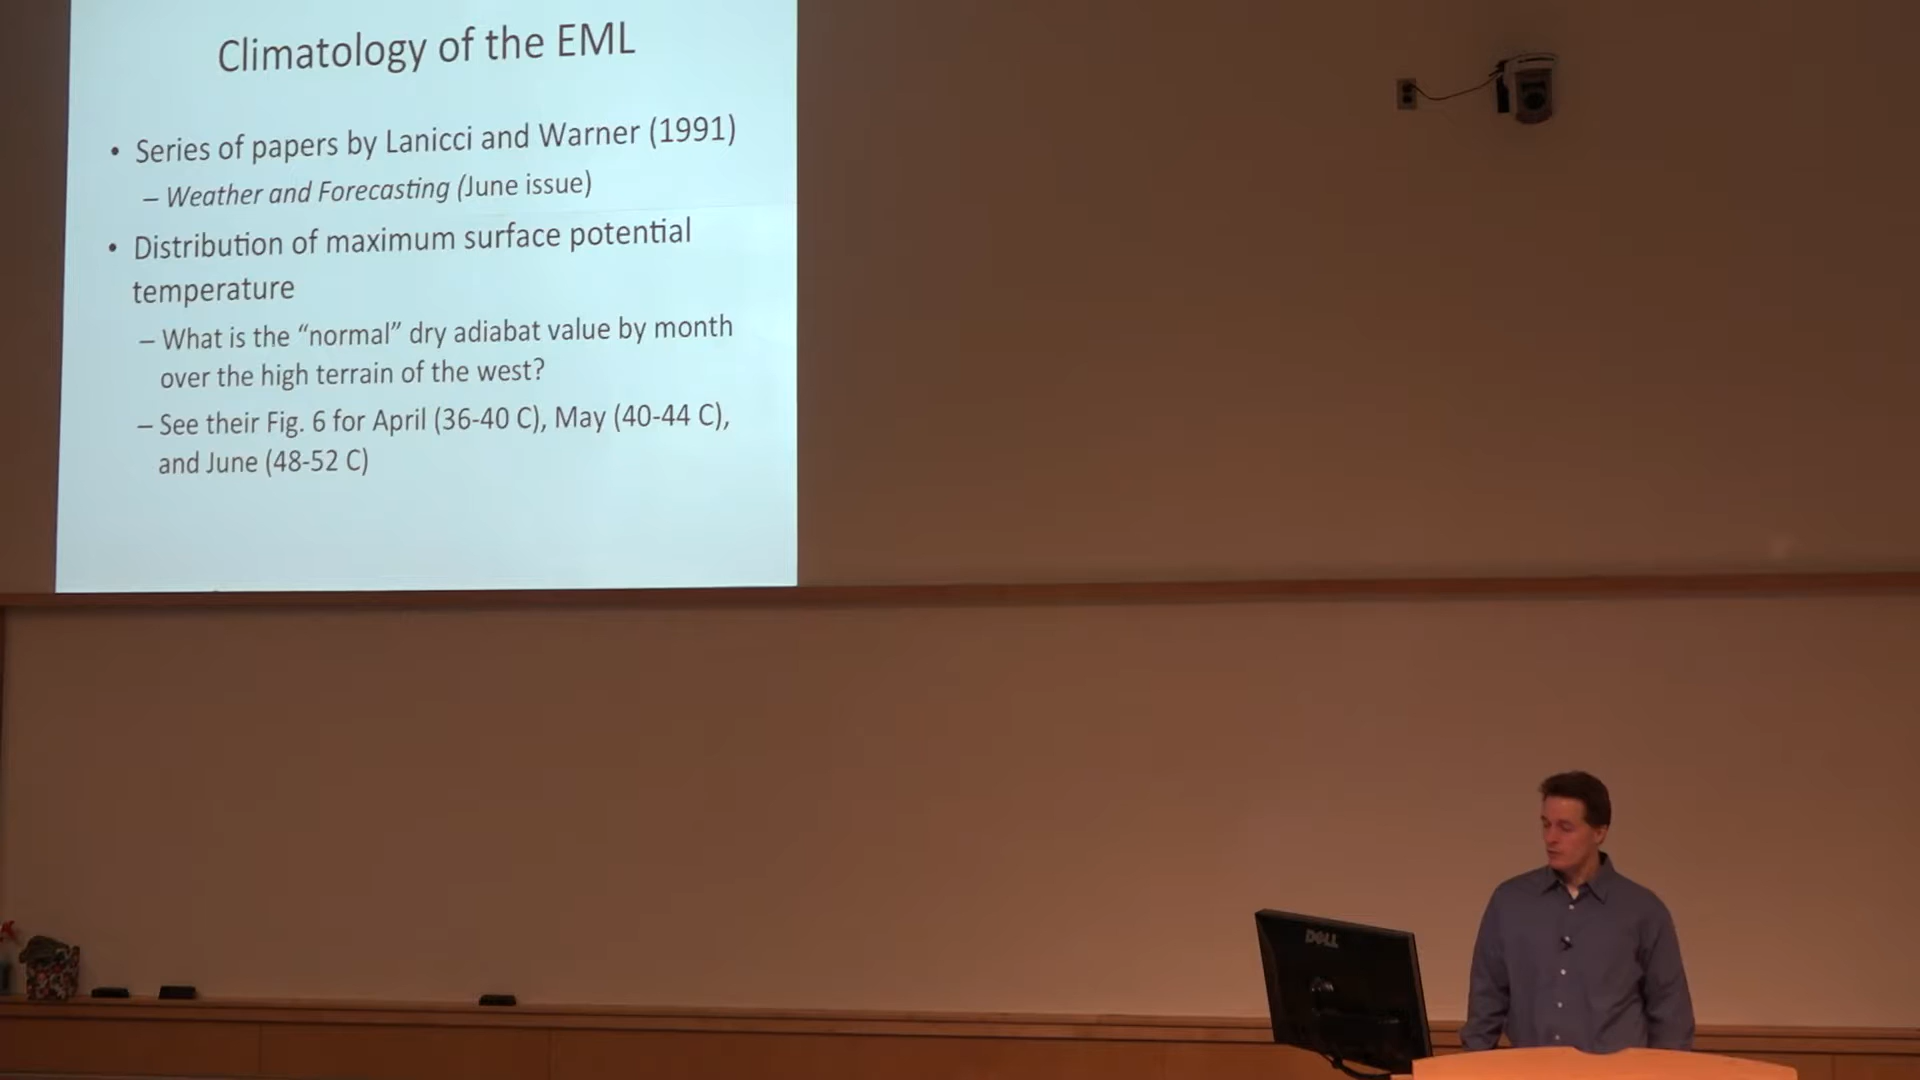 Climatology of the EML
• Series of papers by Lanicci and Warner (1991)
– Weather and Forecasting (June issue)
• Distribution of maximum surface potential
temperature
– What is the “normal” dry adiabat value by month
over the high terrain of the west?
– See their Fig. 6 for April (36-40 C), May (40-44 C),
and June (48-52 C)
DELL